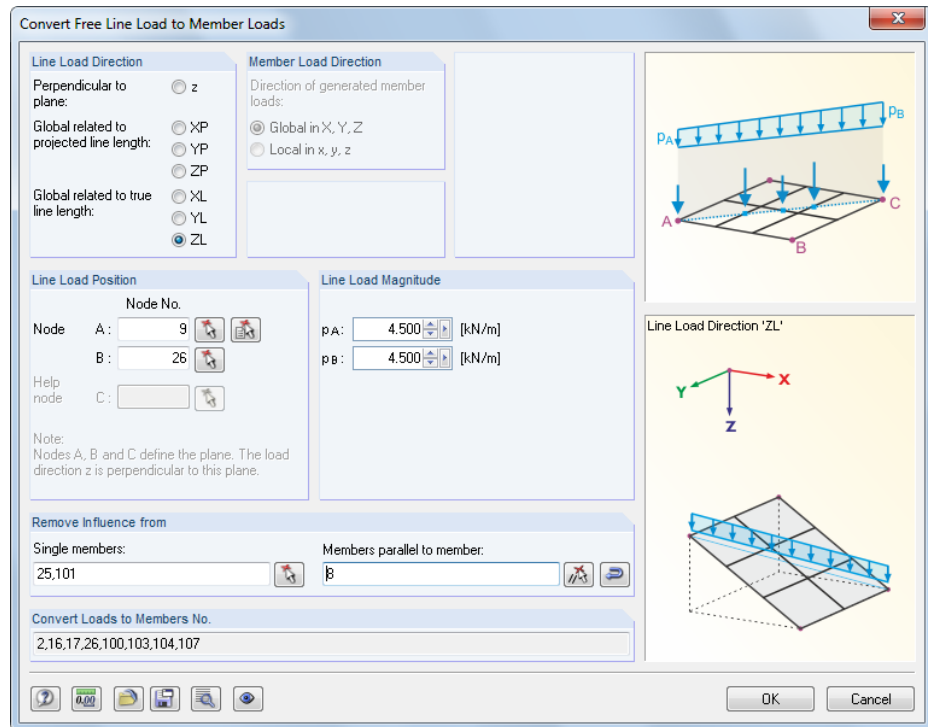 Convert Free Line Load to Member Loads
Line Load Direction
Perpendicular to
plane:
z
Global related to
projected line length:
XP
YP
ZP
Global related to true
line length:
XL
YL
ZL
Member Load Direction
Direction of generated member
loads:
Global in X, Y, Z
Local in x, y, z
pA
pB
A
B
C
Line Load Position
Node No.
Node A: 9
B: 26
Help
node C:
Note:
Nodes A, B and C define the plane. The load
direction z is perpendicular to this plane.
Line Load Magnitude
pA: 4.500 [kN/m]
pB: 4.500 [kN/m]
Line Load Direction 'ZL'
X
Y
Z
Remove Influence from
Single members:
25,101
Members parallel to member:
8
Convert Loads to Members No.
2,16,17,26,100,103,104,107
0.00
OK
Cancel